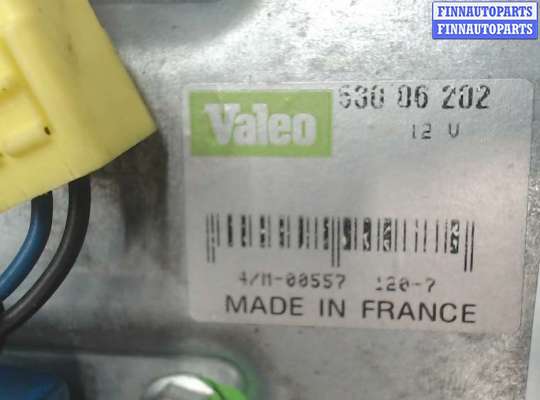 FINNAUTOPARTS
FINNAUTOPARTS
Valeo
530 06 202
12 V
4/M-00557 120-7
MADE IN FRANCE